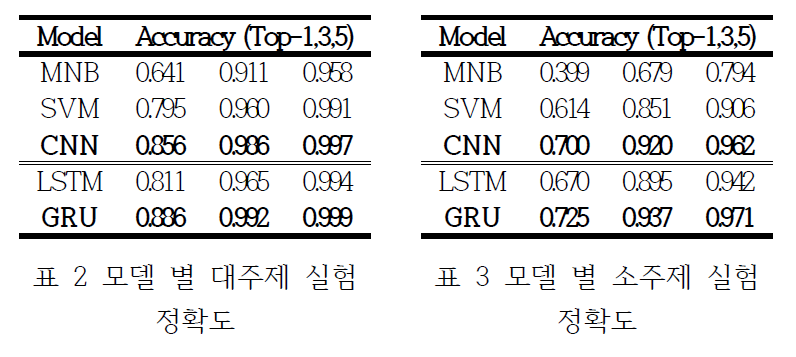 Model Accuracy (Top-1,3,5)
MNB 0.641 0.911 0.958
SVM 0.795 0.960 0.991
CNN 0.856 0.986 0.997
LSTM 0.811 0.965 0.994
GRU 0.886 0.992 0.999
표 2 모델 별 대주제 실험
정확도
Model Accuracy (Top-1,3,5)
MNB 0.399 0.679 0.794
SVM 0.614 0.851 0.906
CNN 0.700 0.920 0.962
LSTM 0.670 0.895 0.942
GRU 0.725 0.937 0.971
표 3 모델 별 소주제 실험
정확도